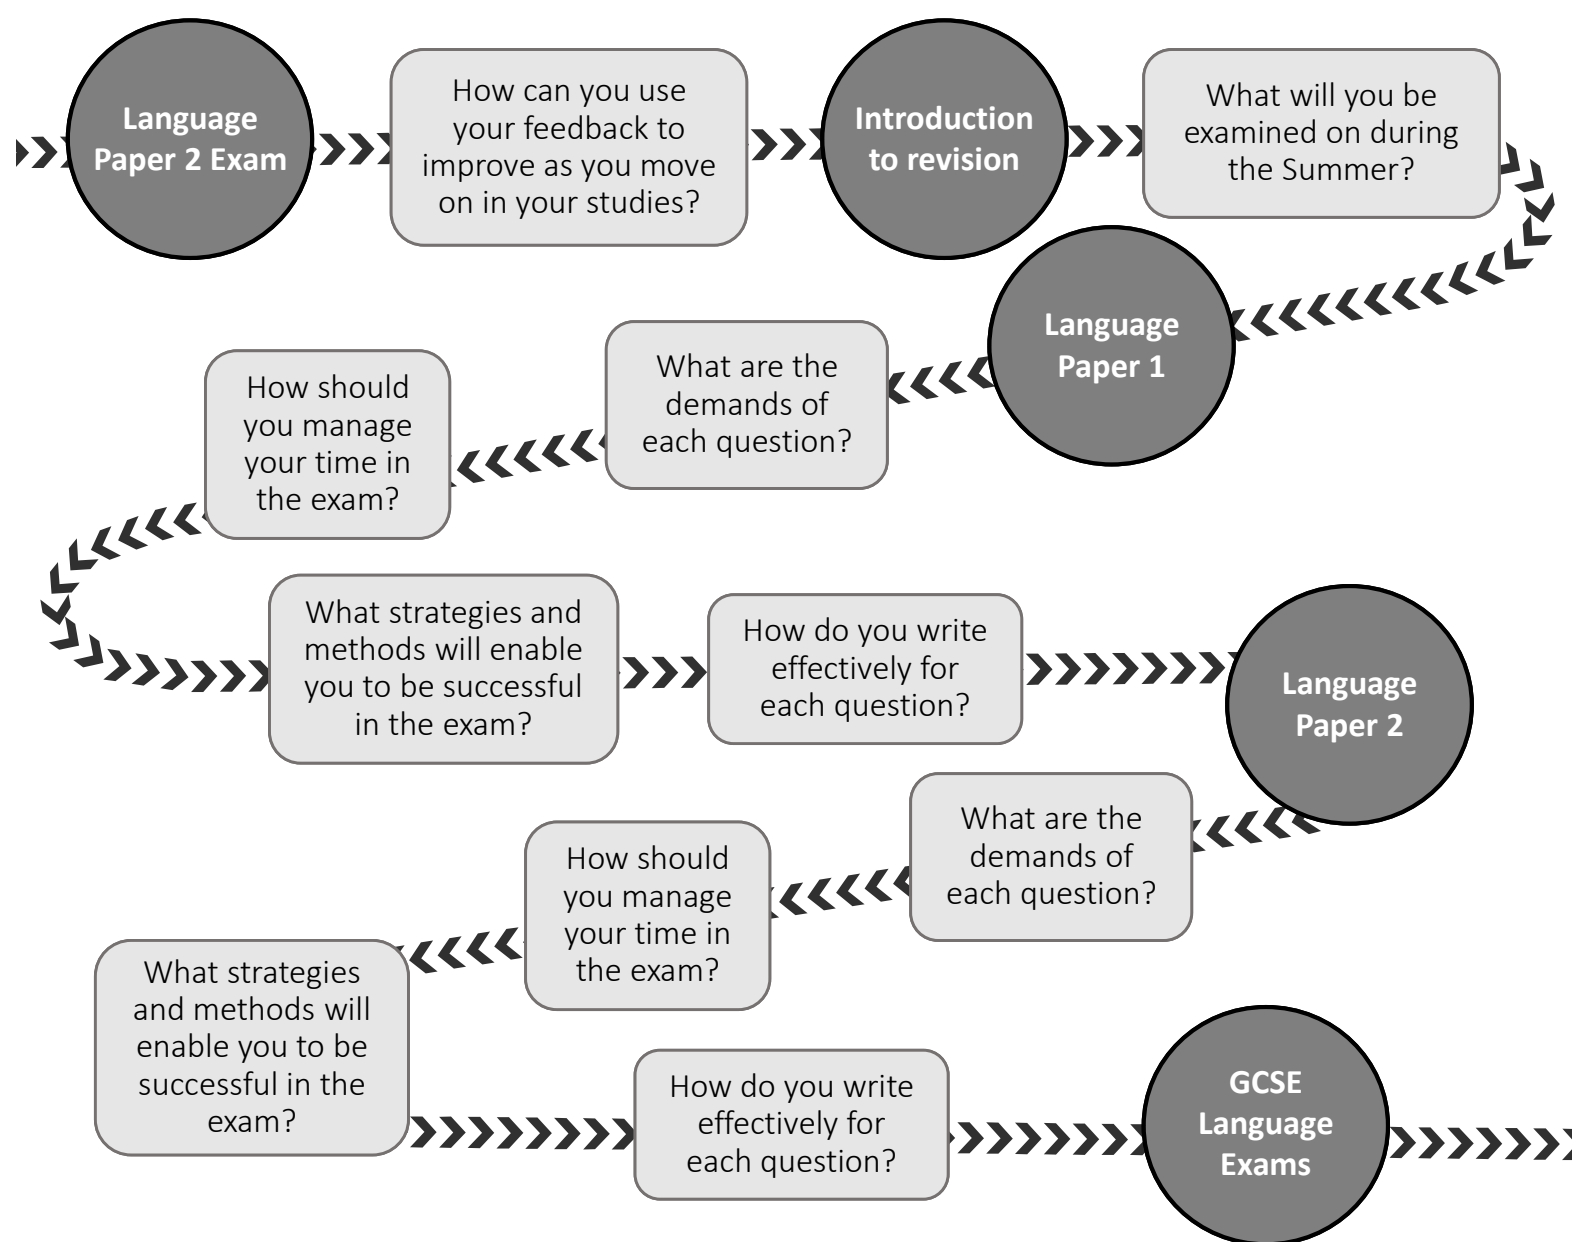 Language
Paper 2 Exam
How can you use
your feedback to
improve as you move
on in your studies?
Introduction
to revision
What will you be
examined on during
the Summer?
Language
Paper 1
What are the
demands of
each question?
How should
you manage
your time in
the exam?
What strategies and
methods will enable
you to be successful
in the exam?
How do you write
effectively for
each question?
Language
Paper 2
What are the
demands of
each question?
How should
you manage
your time in
the exam?
What strategies
and methods will
enable you to be
successful in the
exam?
How do you write
effectively for
each question?
GCSE
Language
Exams